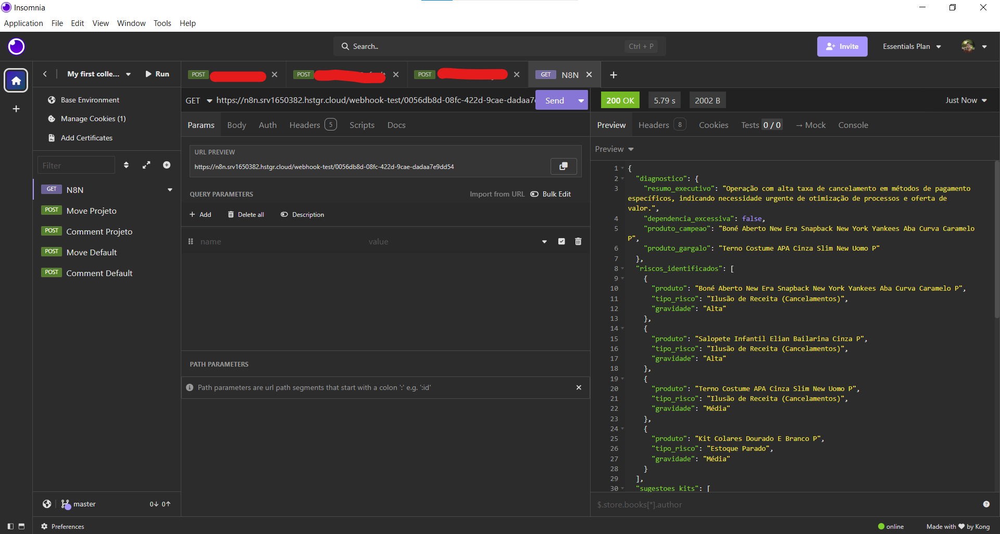 Insomnia
Application File Edit View Window Tools Help
Search.. Ctrl + P
Invite
Essentials Plan
My first colle... Run
POST
POST
POST
GET N8N
Base Environment
Manage Cookies (1)
Add Certificates
Filter
GET N8N
POST Move Projeto
POST Comment Projeto
POST Move Default
POST Comment Default
master 0↓ 0↑
Preferences
GET https://n8n.srv1650382.hstgr.cloud/webhook-test/0056db8d-08fc-422d-9cae-dadaa7 Send
Params Body Auth Headers 5 Scripts Docs
URL PREVIEW
https://n8n.srv1650382.hstgr.cloud/webhook-test/0056db8d-08fc-422d-9cae-dadaa7e9dd54
QUERY PARAMETERS Import from URL Bulk Edit
+ Add Delete all Description
name value
PATH PARAMETERS
Path parameters are url path segments that start with a colon ':' e.g. ':id'
200 OK 5.79 s 2002 B Just Now
Preview Headers 8 Cookies Tests 0 / 0 → Mock Console
Preview
1 {
2 "diagnostico": {
3 "resumo_executivo": "Operação com alta taxa de cancelamento em métodos de pagamento
específicos, indicando necessidade urgente de otimização de processos e oferta de
valor.",
4 "dependencia_excessiva": false,
5 "produto_campeao": "Boné Aberto New Era Snapback New York Yankees Aba Curva Caramelo
P",
6 "produto_gargalo": "Terno Costume APA Cinza Slim New Uomo P"
7 },
8 "riscos_identificados": [
9 {
10 "produto": "Boné Aberto New Era Snapback New York Yankees Aba Curva Caramelo P",
11 "tipo_risco": "Ilusão de Receita (Cancelamentos)",
12 "gravidade": "Alta"
13 },
14 {
15 "produto": "Salopete Infantil Elian Bailarina Cinza P",
16 "tipo_risco": "Ilusão de Receita (Cancelamentos)",
17 "gravidade": "Alta"
18 },
19 {
20 "produto": "Terno Costume APA Cinza Slim New Uomo P",
21 "tipo_risco": "Ilusão de Receita (Cancelamentos)",
22 "gravidade": "Média"
23 },
24 {
25 "produto": "Kit Colares Dourado E Branco P",
26 "tipo_risco": "Estoque Parado",
27 "gravidade": "Média"
28 }
29 ],
30 "sugestoes_kits": [
$.store.books[*].author
online Made with ❤ by Kong